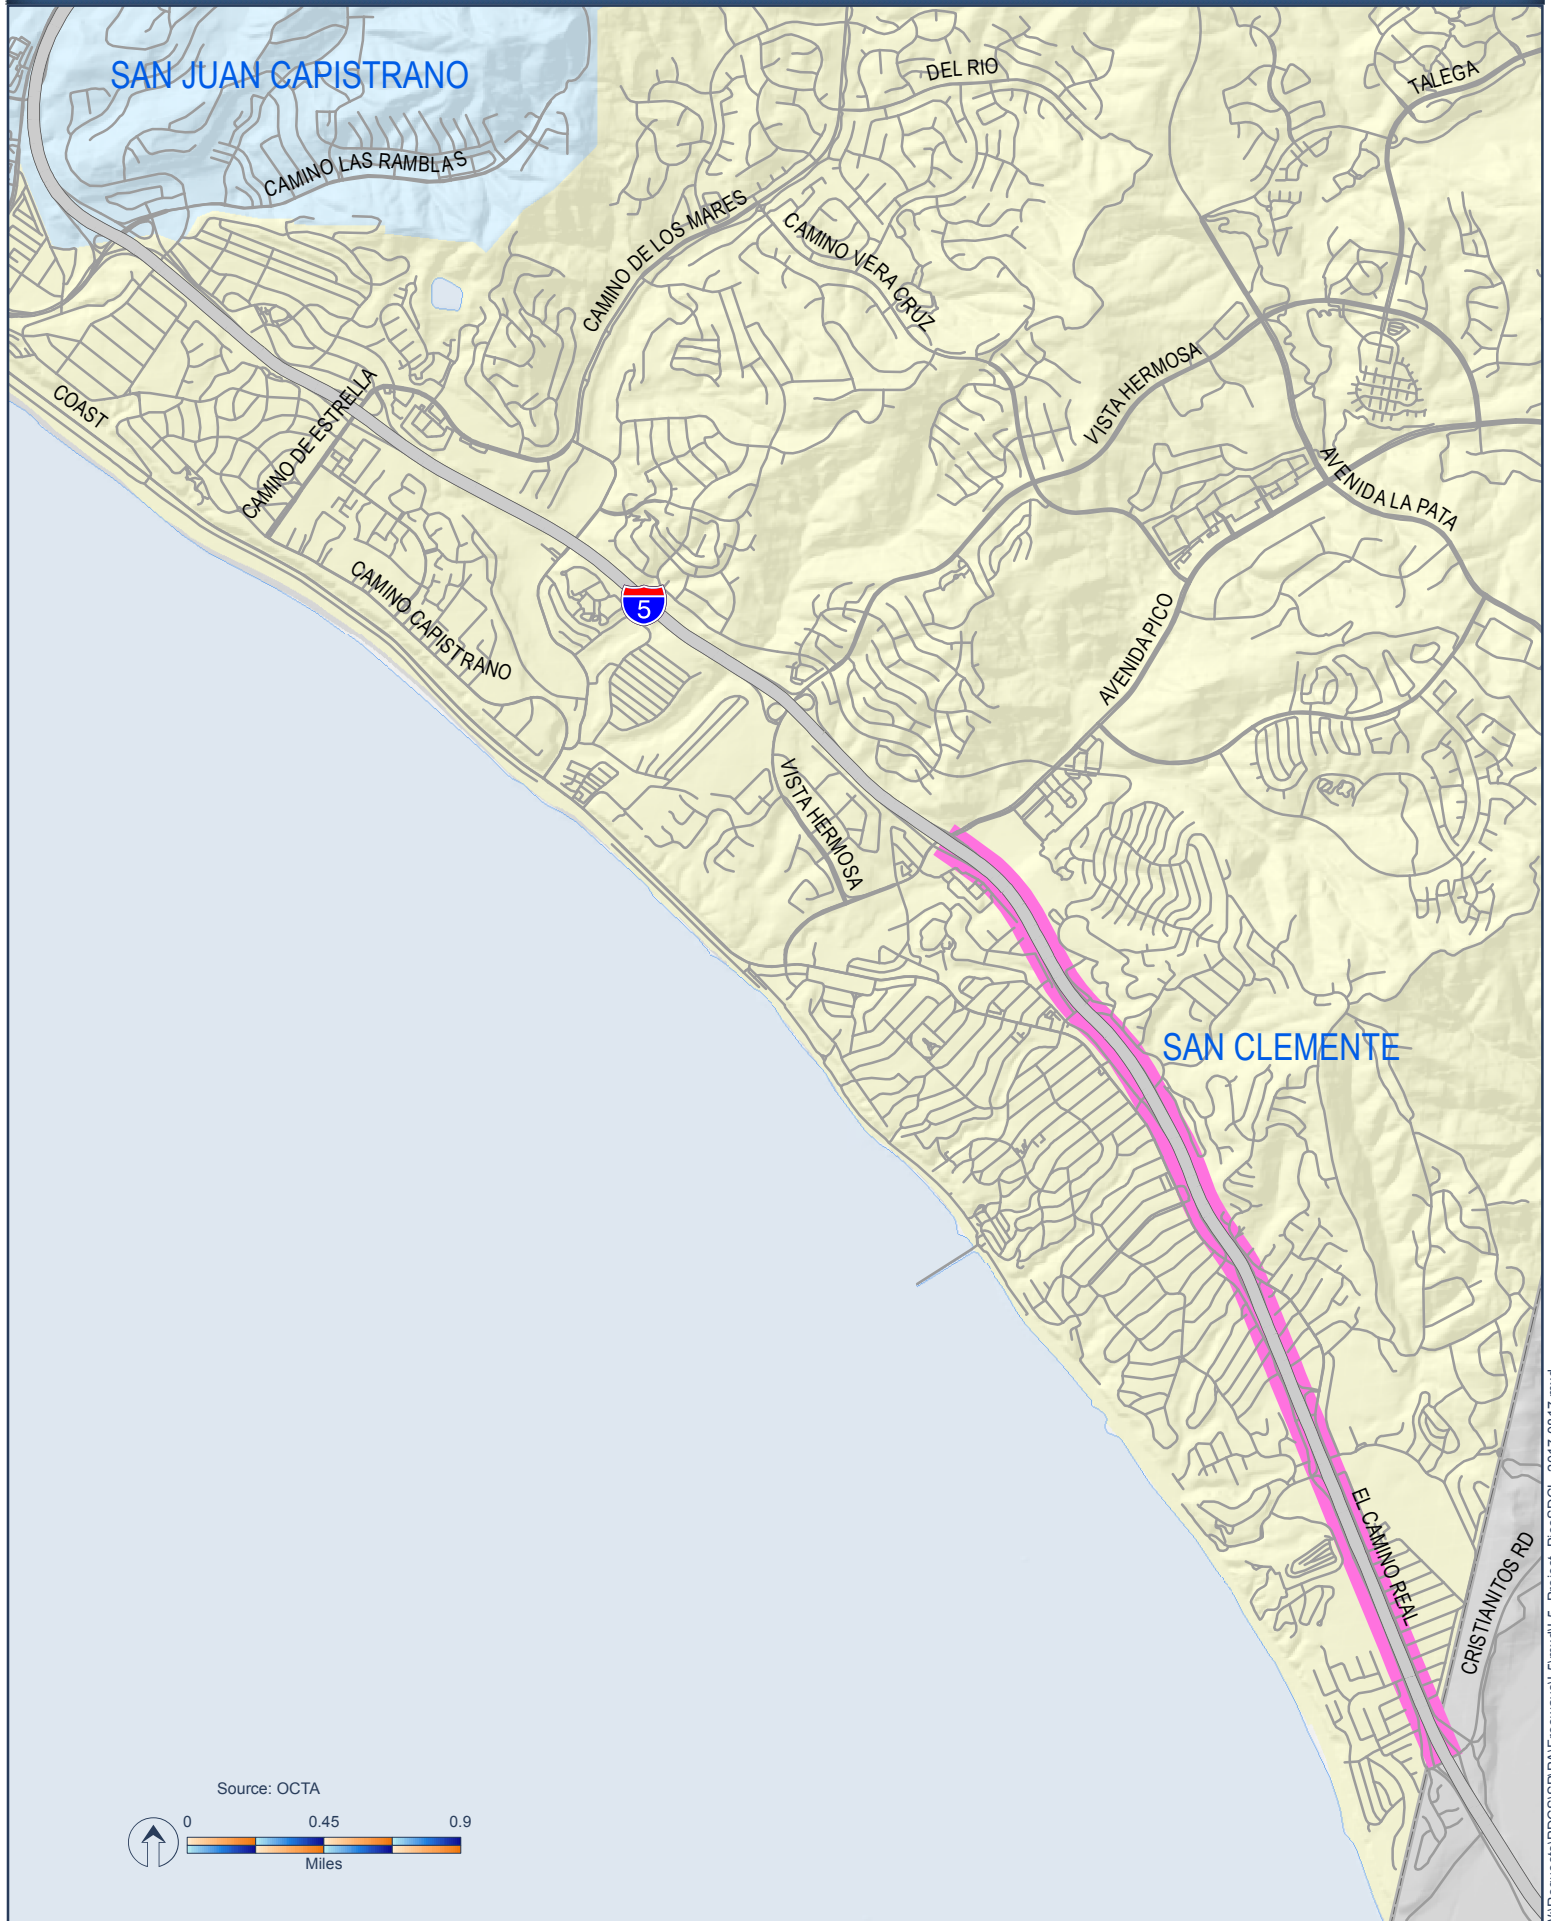 SAN JUAN CAPISTRANO
DEL RIO
TALEGA
CAMINO LAS RAMBLAS
CAMINO DE LOS MARES
CAMINO VERA CRUZ
VISTA HERMOSA
COAST
CAMINO DE ESTRELLA
AVENIDA LA PATA
CAMINO CAPISTRANO
5
AVENIDA PICO
VISTA HERMOSA
SAN CLEMENTE
EL CAMINO REAL
CRISTIANITOS RD
Source: OCTA
0 0.45 0.9
Miles